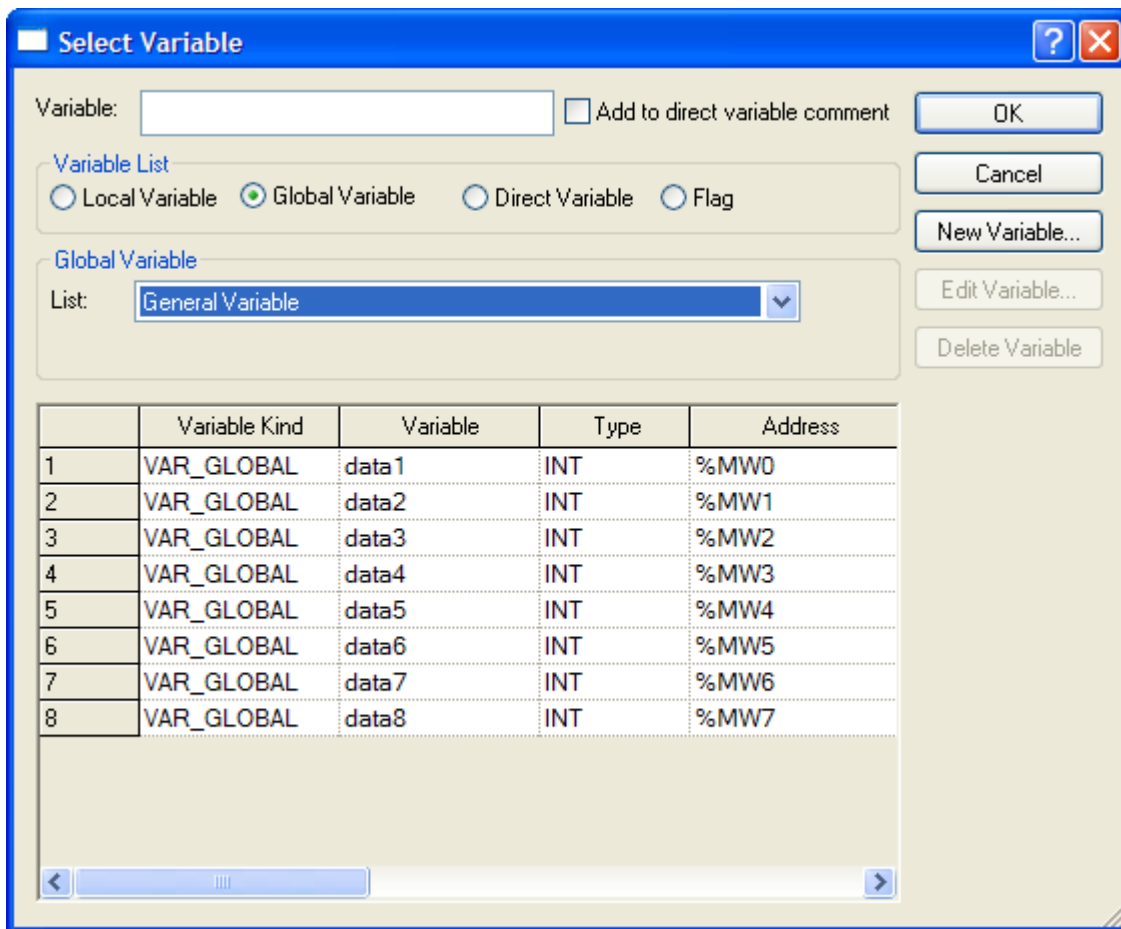 Select Variable
Variable:
Add to direct variable comment
OK
Variable List
Local Variable Global Variable Direct Variable Flag
Cancel
New Variable...
Global Variable
List: General Variable
Edit Variable...
Delete Variable
Variable Kind Variable Type Address
1 VAR_GLOBAL data1 INT %MW0
2 VAR_GLOBAL data2 INT %MW1
3 VAR_GLOBAL data3 INT %MW2
4 VAR_GLOBAL data4 INT %MW3
5 VAR_GLOBAL data5 INT %MW4
6 VAR_GLOBAL data6 INT %MW5
7 VAR_GLOBAL data7 INT %MW6
8 VAR_GLOBAL data8 INT %MW7